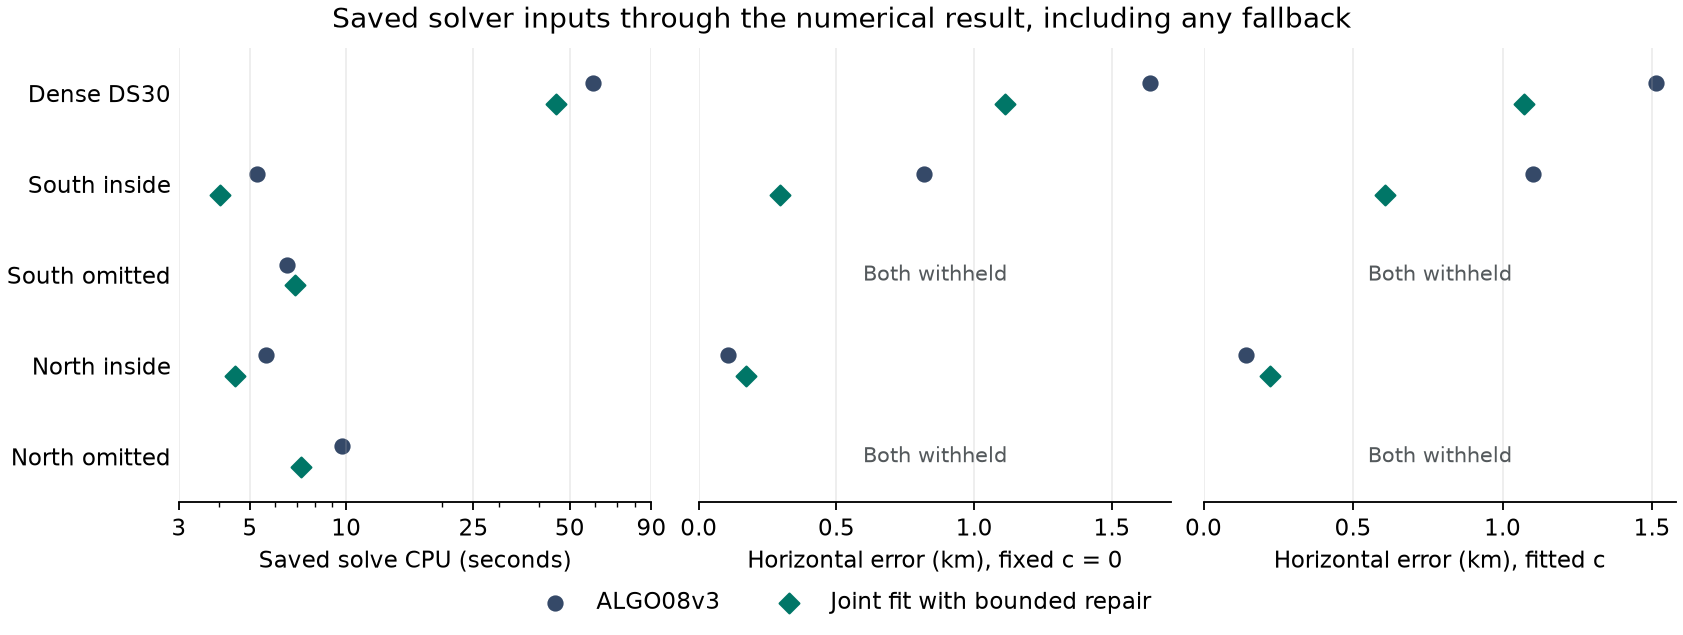 Saved solver inputs through the numerical result, including any fallback
Dense DS30
South inside
South omitted
North inside
North omitted
Both withheld
Both withheld
Both withheld
Both withheld
3 5 10 25 50 90
0.0 0.5 1.0 1.5
0.0 0.5 1.0 1.5
Saved solve CPU (seconds)
Horizontal error (km), fixed c = 0
Horizontal error (km), fitted c
ALGO08v3
Joint fit with bounded repair